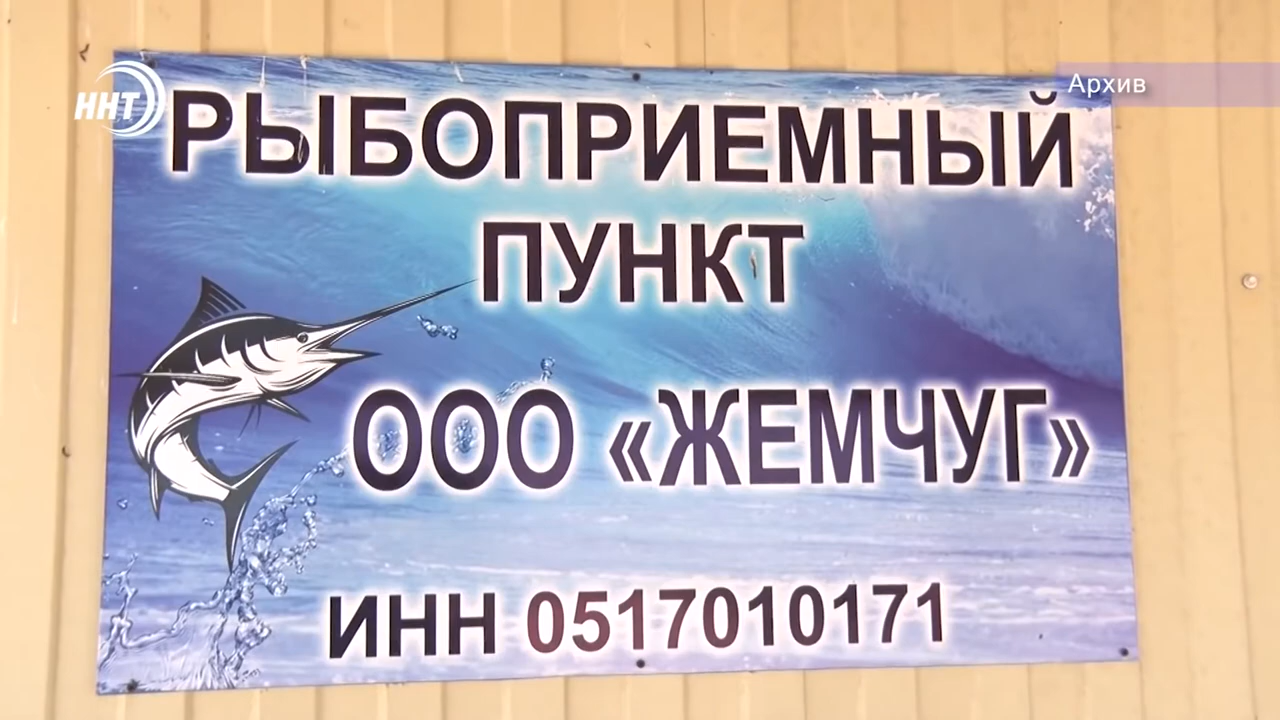 ННТ
Архив
РЫБОПРИЕМНЫЙ
ПУНКТ
ООО «ЖЕМЧУГ»
ИНН 0517010171